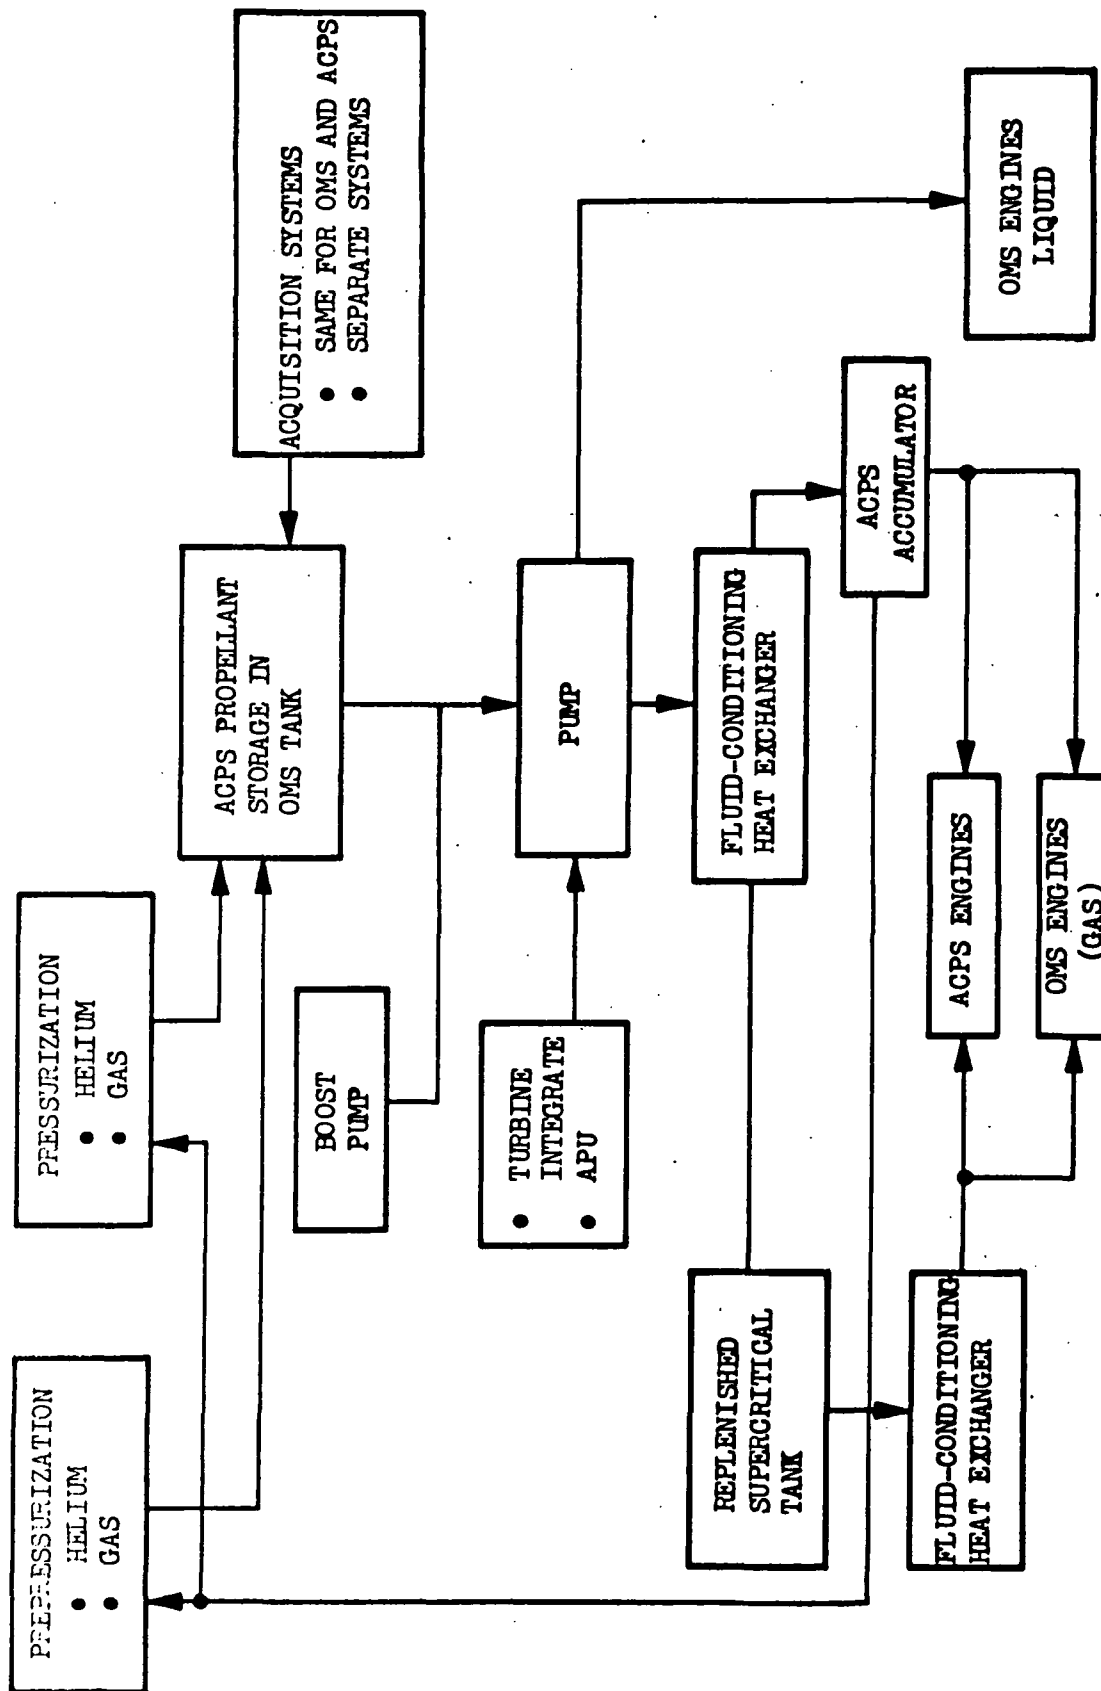 PREPRESSURIZATION
• HELIUM
• GAS
PRESSURIZATION
• HELIUM
• GAS
ACPS PROPELLANT
STORAGE IN
OMS TANK
ACQUISITION SYSTEMS
• SAME FOR OMS AND ACPS
• SEPARATE SYSTEMS
BOOST
PUMP
• TURBINE
INTEGRATE
• APU
PUMP
REPLENISHED
SUPERCRITICAL
TANK
FLUID-CONDITIONING
HEAT EXCHANGER
ACPS
ACCUMULATOR
OMS ENGINES
LIQUID
FLUID-CONDITIONING
HEAT EXCHANGER
ACPS ENGINES
OMS ENGINES
(GAS)